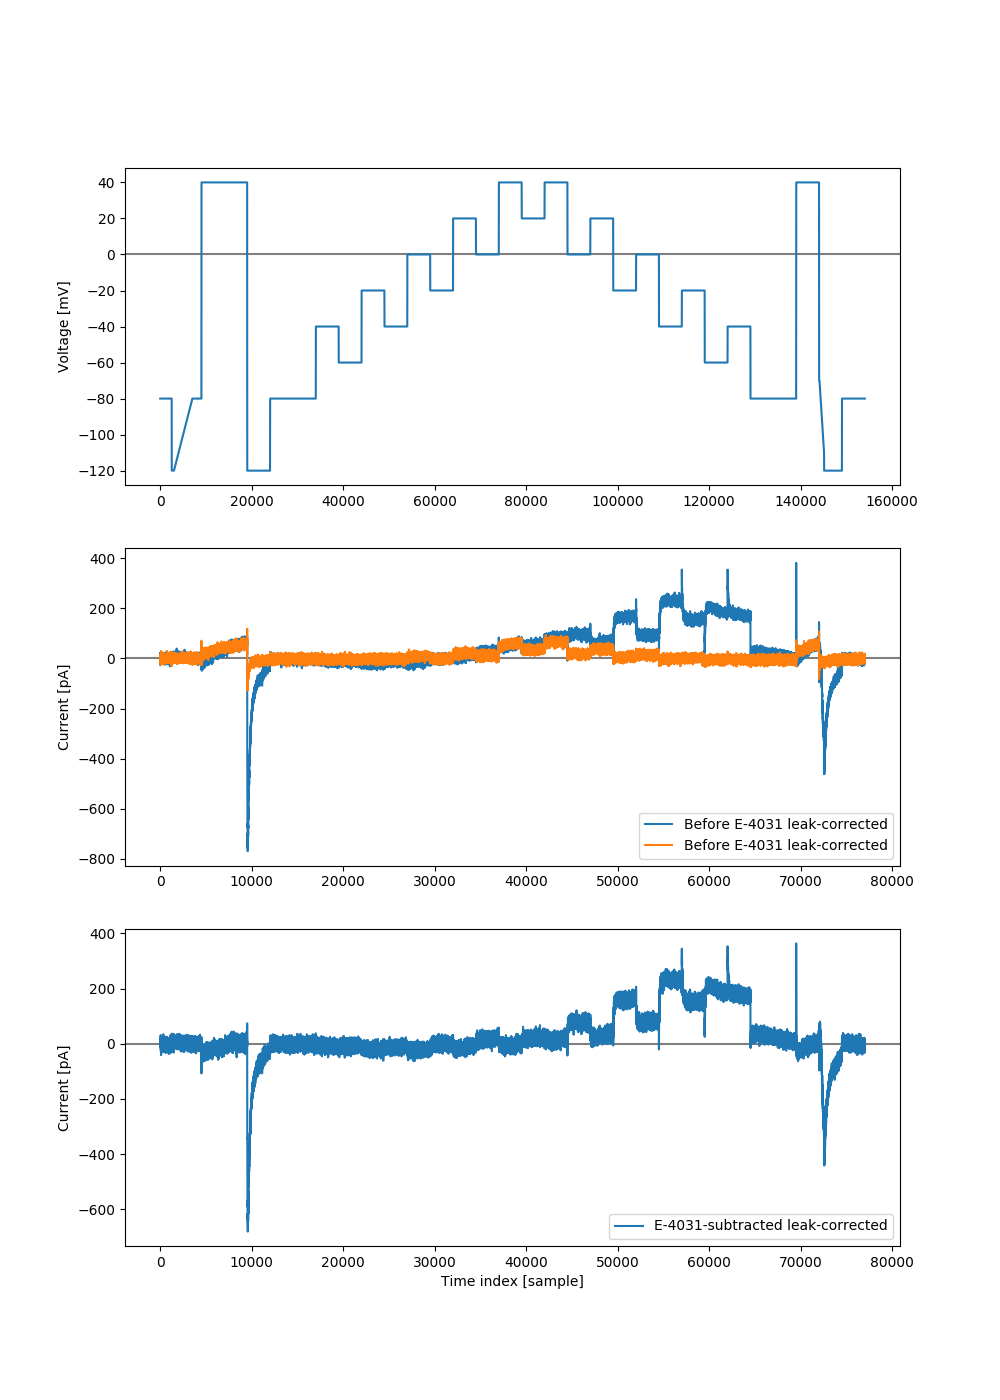 Voltage [mV]
40
20
0
−20
−40
−60
−80
−100
−120
0 20000 40000 60000 80000 100000 120000 140000 160000
Current [pA]
400
200
0
−200
−400
−600
−800
Before E-4031 leak-corrected
Before E-4031 leak-corrected
0 10000 20000 30000 40000 50000 60000 70000 80000
Current [pA]
400
200
0
−200
−400
−600
E-4031-subtracted leak-corrected
0 10000 20000 30000 40000 50000 60000 70000 80000
Time index [sample]